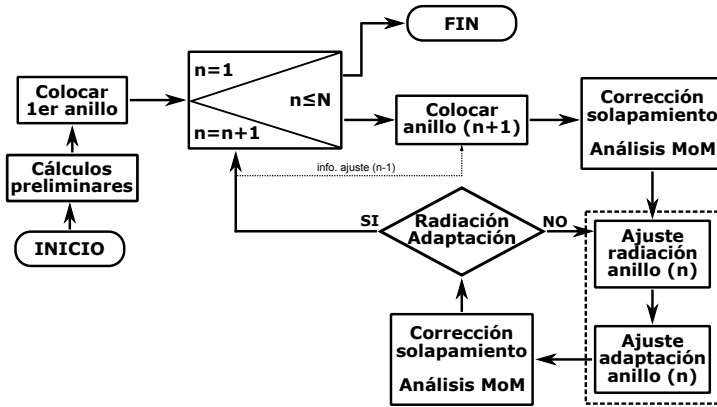 FIN
n=1
n≤N
n=n+1
Colocar
1er anillo
Colocar
anillo (n+1)
Corrección
solapamiento
Análisis MoM
Cálculos
preliminares
info. ajuste (n-1)
INICIO
SI
Radiación
Adaptación
NO
Ajuste
radiación
anillo (n)
Corrección
solapamiento
Análisis MoM
Ajuste
adaptación
anillo (n)